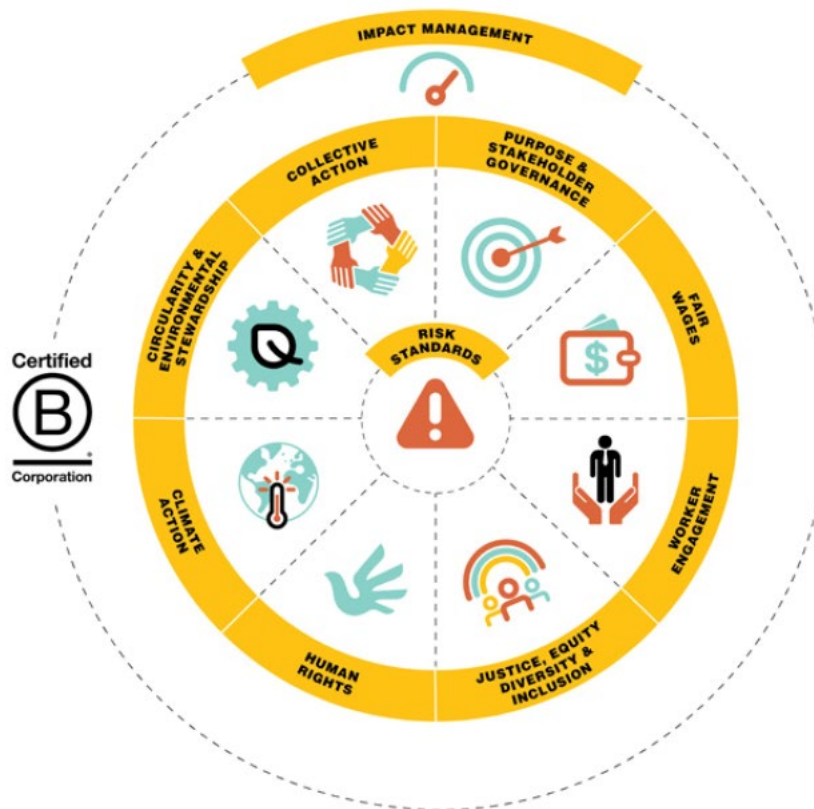 IMPACT MANAGEMENT
COLLECTIVE
ACTION
PURPOSE &
STAKEHOLDER
GOVERNANCE
CIRCULARITY &
ENVIRONMENTAL
STEWARDSHIP
FAIR
WAGES
RISK
STANDARDS
$
Certified
B
Corporation
CLIMATE
ACTION
WORKER
ENGAGEMENT
HUMAN
RIGHTS
JUSTICE, EQUITY
DIVERSITY &
INCLUSION